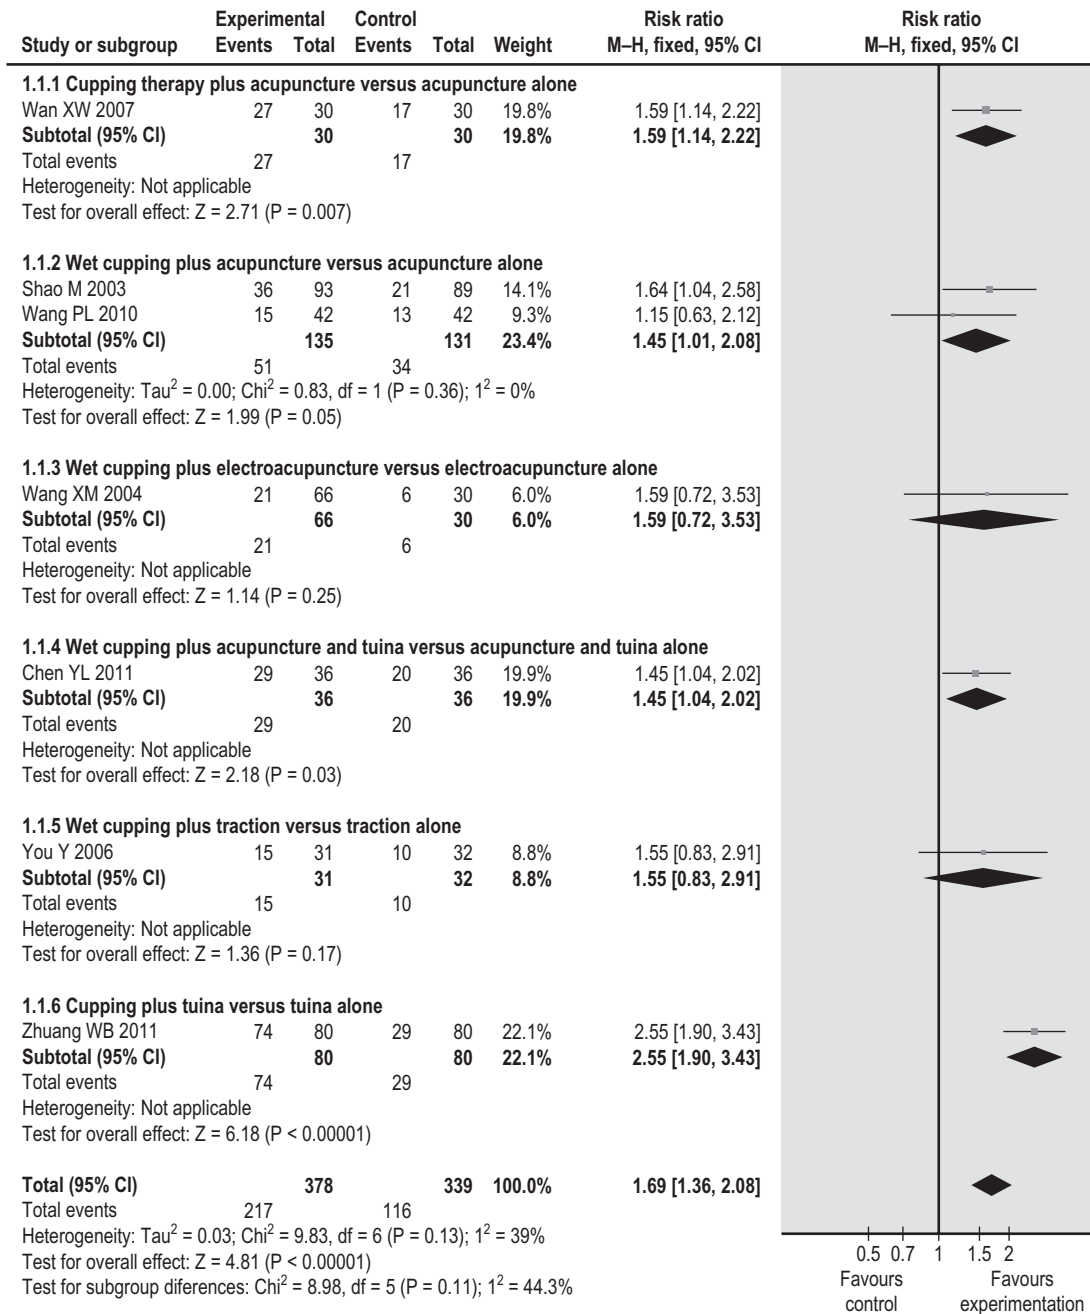 Experimental Control Risk ratio Risk ratio
Study or subgroup Events Total Events Total Weight M–H, fixed, 95% CI M–H, fixed, 95% CI
1.1.1 Cupping therapy plus acupuncture versus acupuncture alone
Wan XW 2007 27 30 17 30 19.8% 1.59 [1.14, 2.22]
Subtotal (95% CI) 30 30 19.8% 1.59 [1.14, 2.22]
Total events 27 17
Heterogeneity: Not applicable
Test for overall effect: Z = 2.71 (P = 0.007)
1.1.2 Wet cupping plus acupuncture versus acupuncture alone
Shao M 2003 36 93 21 89 14.1% 1.64 [1.04, 2.58]
Wang PL 2010 15 42 13 42 9.3% 1.15 [0.63, 2.12]
Subtotal (95% CI) 135 131 23.4% 1.45 [1.01, 2.08]
Total events 51 34
Heterogeneity: Tau² = 0.00; Chi² = 0.83, df = 1 (P = 0.36); 1² = 0%
Test for overall effect: Z = 1.99 (P = 0.05)
1.1.3 Wet cupping plus electroacupuncture versus electroacupuncture alone
Wang XM 2004 21 66 6 30 6.0% 1.59 [0.72, 3.53]
Subtotal (95% CI) 66 30 6.0% 1.59 [0.72, 3.53]
Total events 21 6
Heterogeneity: Not applicable
Test for overall effect: Z = 1.14 (P = 0.25)
1.1.4 Wet cupping plus acupuncture and tuina versus acupuncture and tuina alone
Chen YL 2011 29 36 20 36 19.9% 1.45 [1.04, 2.02]
Subtotal (95% CI) 36 36 19.9% 1.45 [1.04, 2.02]
Total events 29 20
Heterogeneity: Not applicable
Test for overall effect: Z = 2.18 (P = 0.03)
1.1.5 Wet cupping plus traction versus traction alone
You Y 2006 15 31 10 32 8.8% 1.55 [0.83, 2.91]
Subtotal (95% CI) 31 32 8.8% 1.55 [0.83, 2.91]
Total events 15 10
Heterogeneity: Not applicable
Test for overall effect: Z = 1.36 (P = 0.17)
1.1.6 Cupping plus tuina versus tuina alone
Zhuang WB 2011 74 80 29 80 22.1% 2.55 [1.90, 3.43]
Subtotal (95% CI) 80 80 22.1% 2.55 [1.90, 3.43]
Total events 74 29
Heterogeneity: Not applicable
Test for overall effect: Z = 6.18 (P < 0.00001)
Total (95% CI) 378 339 100.0% 1.69 [1.36, 2.08]
Total events 217 116
Heterogeneity: Tau² = 0.03; Chi² = 9.83, df = 6 (P = 0.13); 1² = 39%
Test for overall effect: Z = 4.81 (P < 0.00001)
Test for subgroup diferences: Chi² = 8.98, df = 5 (P = 0.11); 1² = 44.3%
0.5 0.7 1 1.5 2
Favours Favours
control experimentation